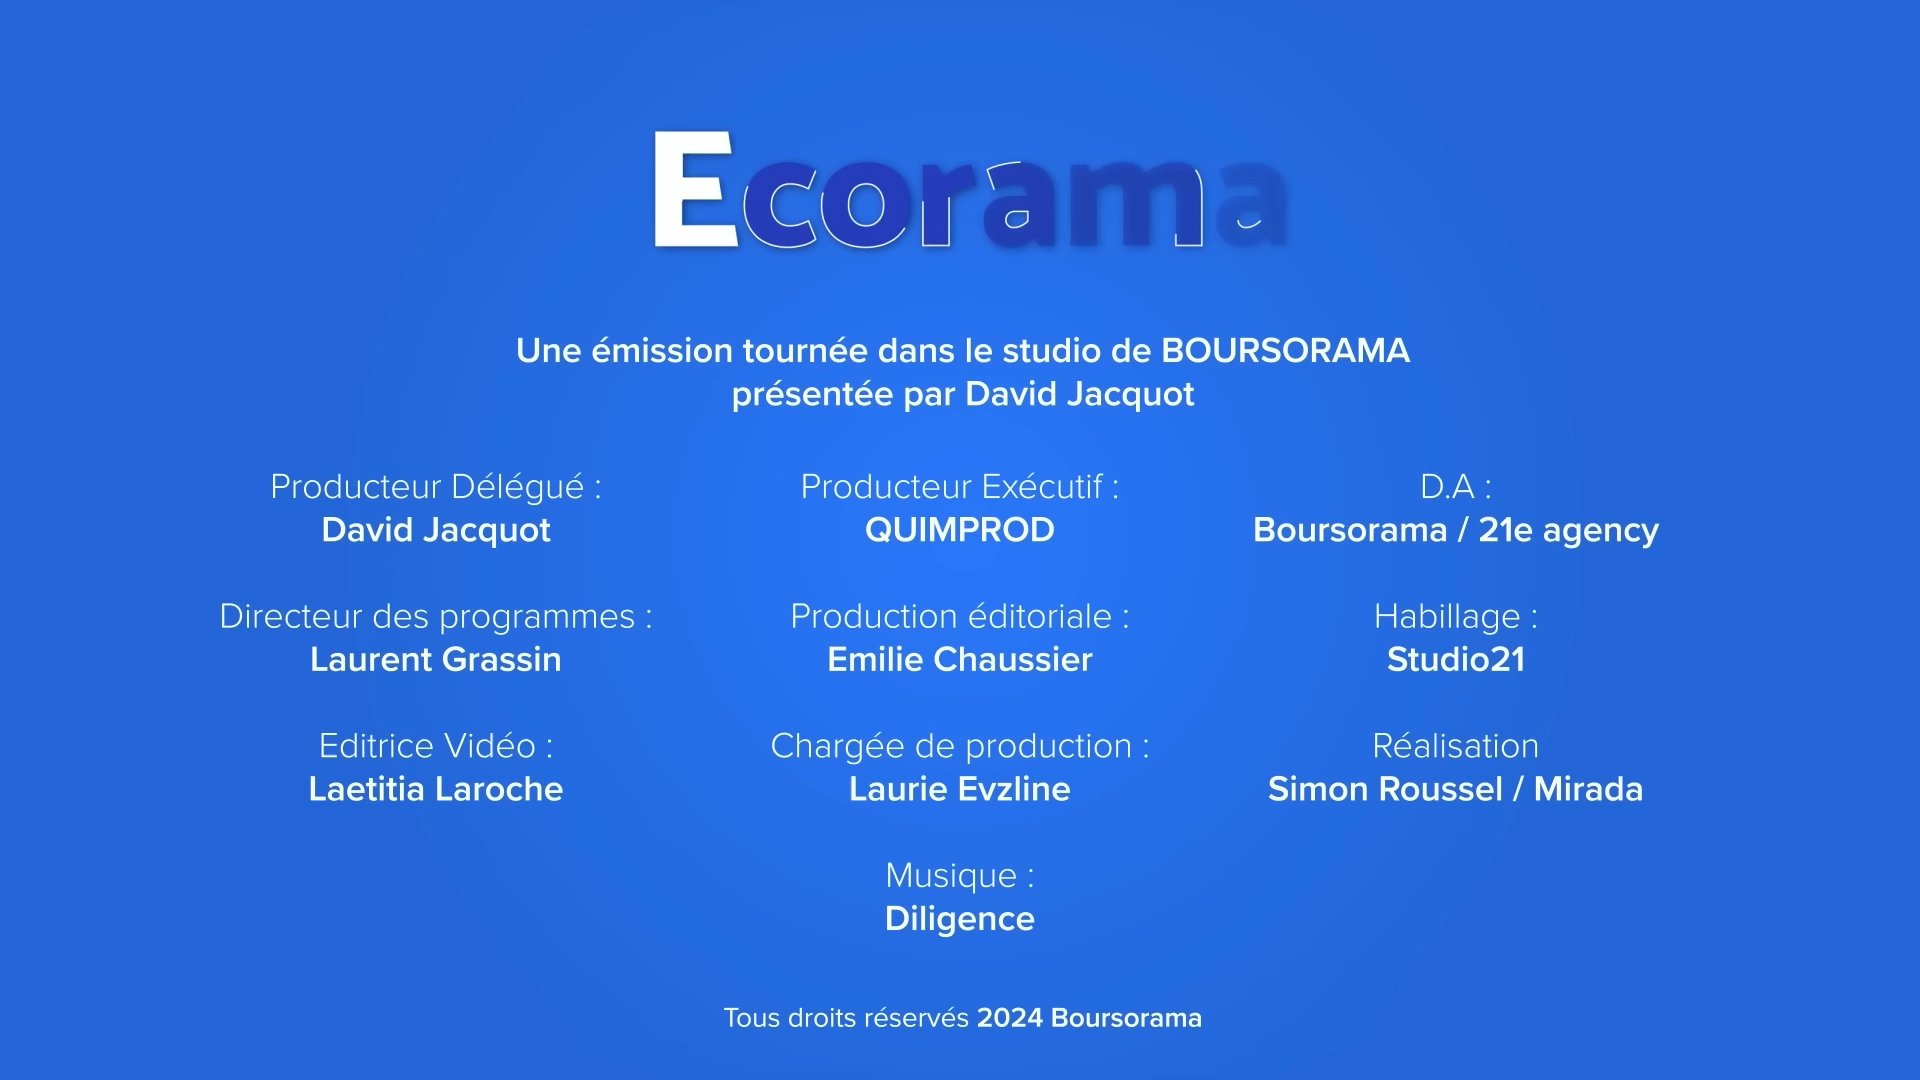 Ecorama
Une émission tournée dans le studio de BOURSORAMA
présentée par David Jacquot
Producteur Délégué :
David Jacquot
Producteur Exécutif :
QUIMPROD
D.A :
Boursorama / 21e agency
Directeur des programmes :
Laurent Grassin
Production éditoriale :
Emilie Chaussier
Habillage :
Studio21
Editrice Vidéo :
Laetitia Laroche
Chargée de production :
Laurie Evzline
Réalisation
Simon Roussel / Mirada
Musique :
Diligence
Tous droits réservés 2024 Boursorama